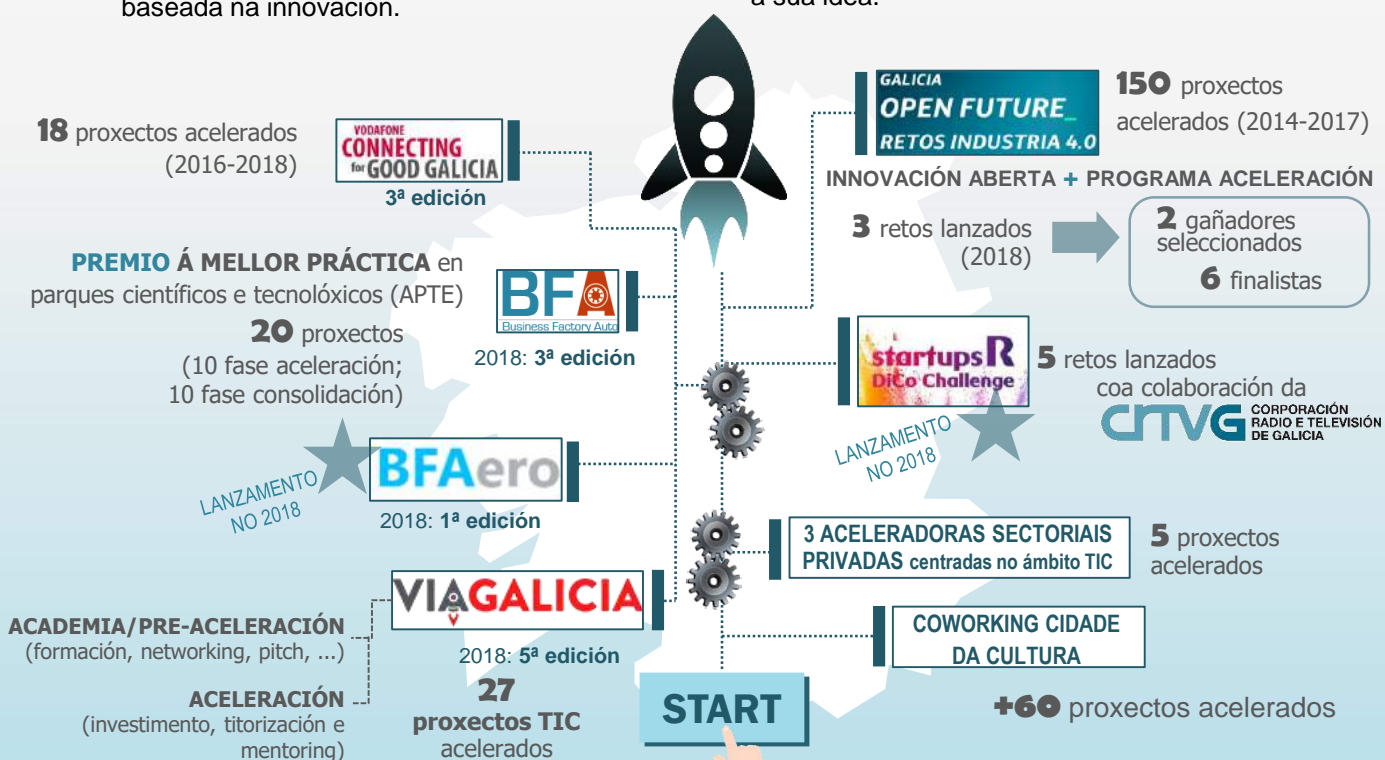 baseada na innovación.
a súa idea.
18 proxectos acelerados
(2016-2018)
VODAFONE
CONNECTING
for GOOD GALICIA
3ª edición
GALICIA
OPEN FUTURE_
RETOS INDUSTRIA 4.0
150 proxectos
acelerados (2014-2017)
INNOVACIÓN ABERTA + PROGRAMA ACELERACIÓN
3 retos lanzados
(2018)
2 gañadores
seleccionados
6 finalistas
PREMIO Á MELLOR PRÁCTICA en
parques científicos e tecnolóxicos (APTE)
20 proxectos
(10 fase aceleración;
10 fase consolidación)
BFA
Business Factory Auto
2018: 3ª edición
startups R
DiCo Challenge
5 retos lanzados
coa colaboración da
CRTVG CORPORACIÓN
RADIO E TELEVISIÓN
DE GALICIA
LANZAMENTO
NO 2018
LANZAMENTO
NO 2018
BFAero
2018: 1ª edición
3 ACELERADORAS SECTORIAIS
PRIVADAS centradas no ámbito TIC
5 proxectos
acelerados
VIAGALICIA
2018: 5ª edición
27
proxectos TIC
acelerados
ACADEMIA/PRE-ACELERACIÓN
(formación, networking, pitch, ...)
ACELERACIÓN
(investimento, titorización e
mentoring)
COWORKING CIDADE
DA CULTURA
+60 proxectos acelerados
START